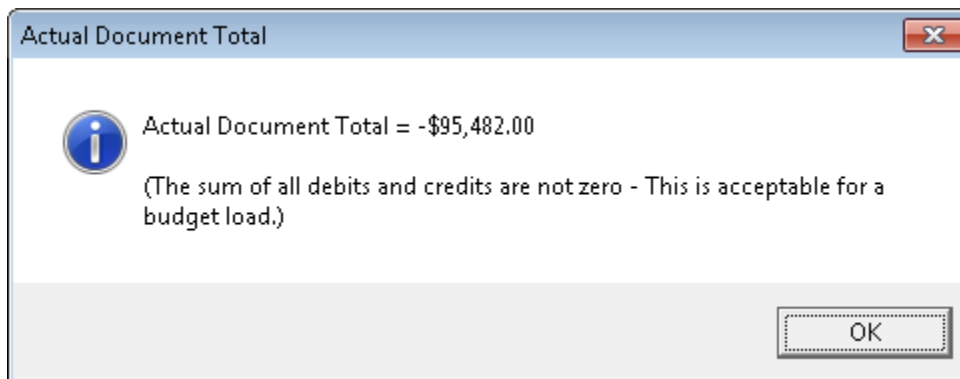 Actual Document Total
Actual Document Total = -$95,482.00
(The sum of all debits and credits are not zero - This is acceptable for a
budget load.)
OK